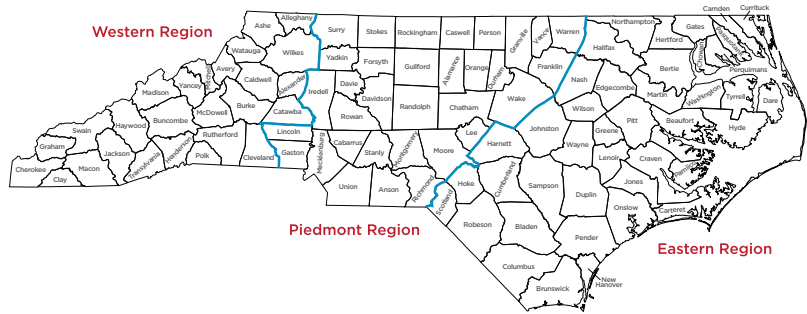 Camden
Currituck
Alleghany
Ashe
Surry
Stokes
Rockingham
Caswell
Person
Granville
Vance
Warren
Northampton
Gates
Hertford
Halifax
Chowan
Pasquotank
Western Region
Watauga
Wilkes
Yadkin
Forsyth
Guilford
Alamance
Orange
Durham
Franklin
Nash
Bertie
Perquimans
Mitchell
Avery
Caldwell
Alexander
Iredell
Davie
Davidson
Randolph
Chatham
Wake
Edgecombe
Martin
Washington
Tyrrell
Dare
Madison
Yancey
McDowell
Burke
Catawba
Rowan
Wilson
Pitt
Beaufort
Hyde
Swain
Haywood
Buncombe
Rutherford
Lincoln
Lee
Johnston
Greene
Wayne
Graham
Jackson
Henderson
Polk
Cleveland
Gaston
Mecklenburg
Cabarrus
Stanly
Montgomery
Moore
Harnett
Lenoir
Craven
Pamlico
Cherokee
Clay
Macon
Transylvania
Union
Anson
Richmond
Scotland
Hoke
Cumberland
Sampson
Duplin
Jones
Onslow
Carteret
Piedmont Region
Robeson
Bladen
Pender
Eastern Region
Columbus
Brunswick
New
Hanover